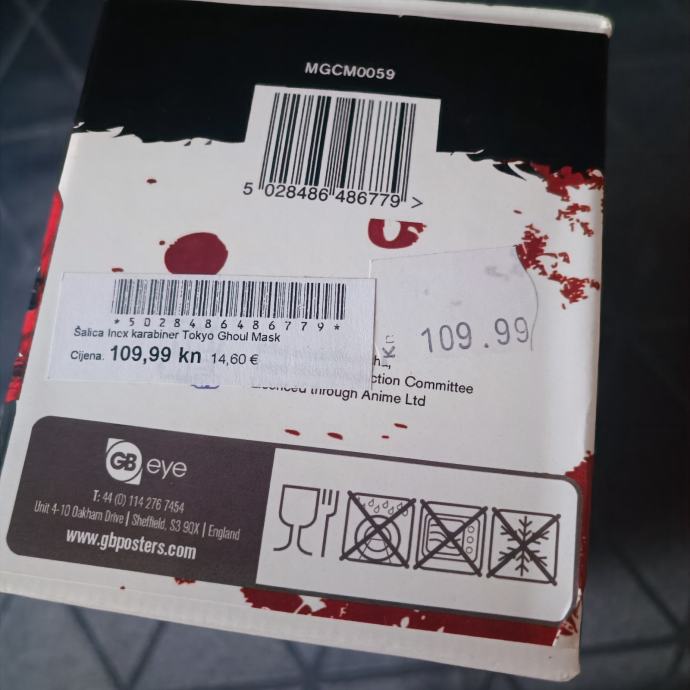 MGCM0059
5 028486 486779 >
*5028486486779*
Šalica Inox karabiner Tokyo Ghoul Mask
Cijena. 109,99 kn 14,60 €
Kn 109.99
ction Committee
through Anime Ltd
GB eye
T: 44 (0) 114 276 7454
Unit 4-10 Oakham Drive | Sheffield, S3 9QX | England
www.gbposters.com